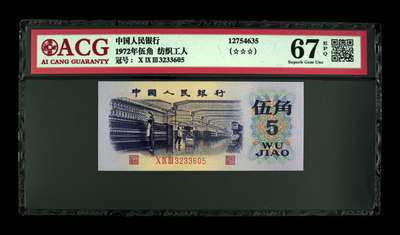 ACG
AI CANG GUARANTY
中国人民银行
1972年伍角 纺织工人
冠号： X IX III 3233605
12754635
(☆☆☆)
67 EPQ
Superb Gem Unc
中國人民銀行
伍角
5
WU
JIAO
X IX III 3233605